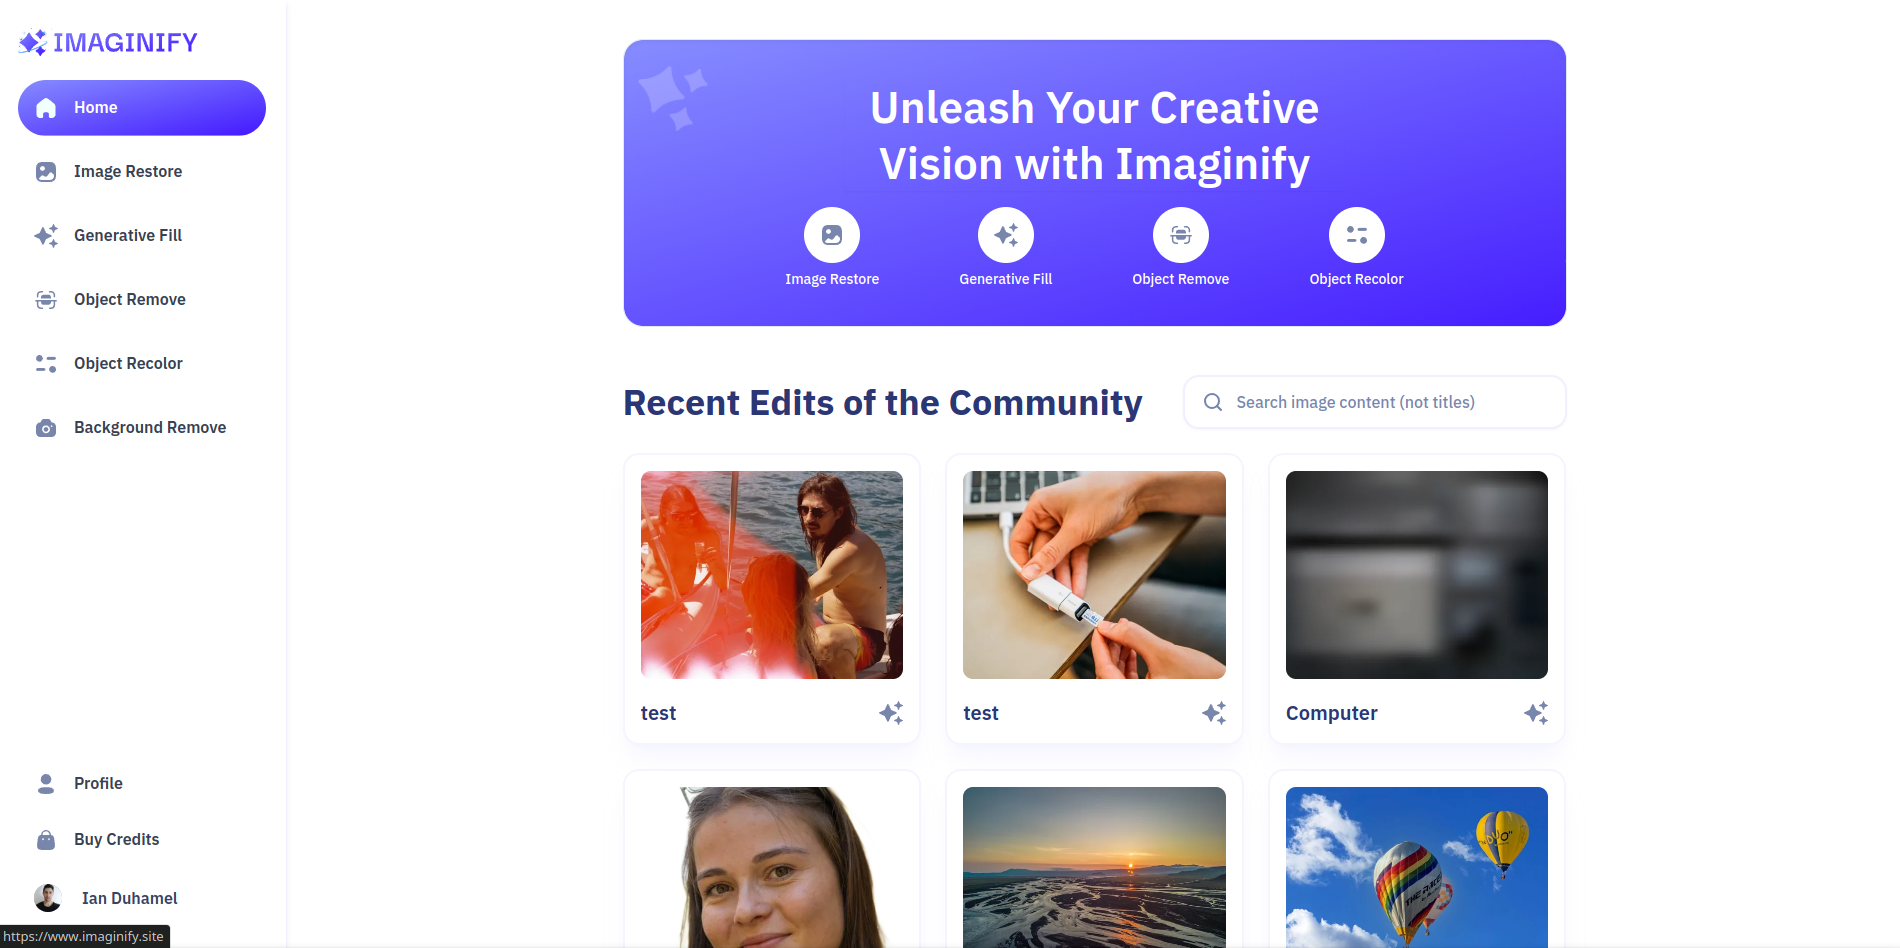 IMAGINIFY
Home
Image Restore
Generative Fill
Object Remove
Object Recolor
Background Remove
Profile
Buy Credits
Ian Duhamel
https://www.imaginify.site
Unleash Your Creative
Vision with Imaginify
Image Restore
Generative Fill
Object Remove
Object Recolor
Recent Edits of the Community
Search image content (not titles)
test
test
Computer